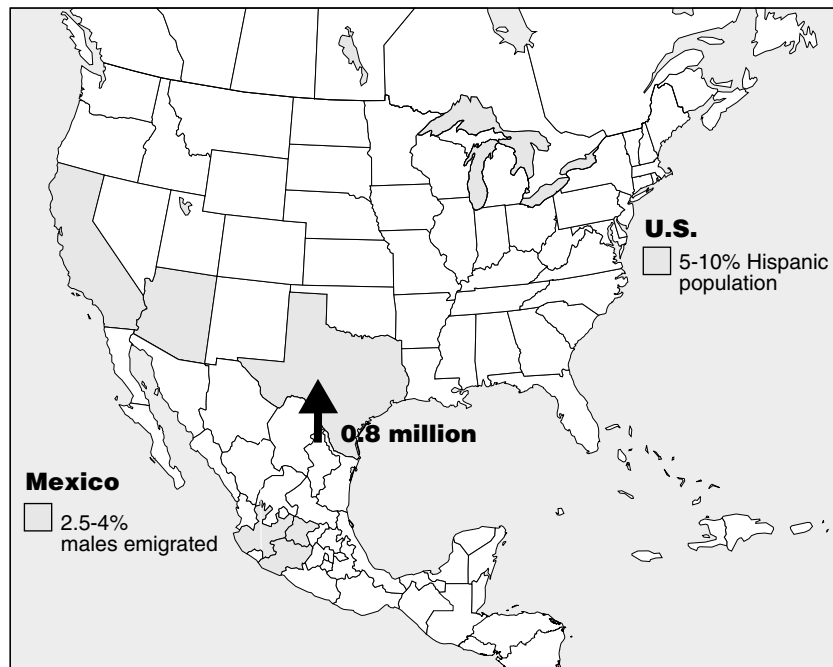 U.S.
5-10% Hispanic
population
0.8 million
Mexico
2.5-4%
males emigrated